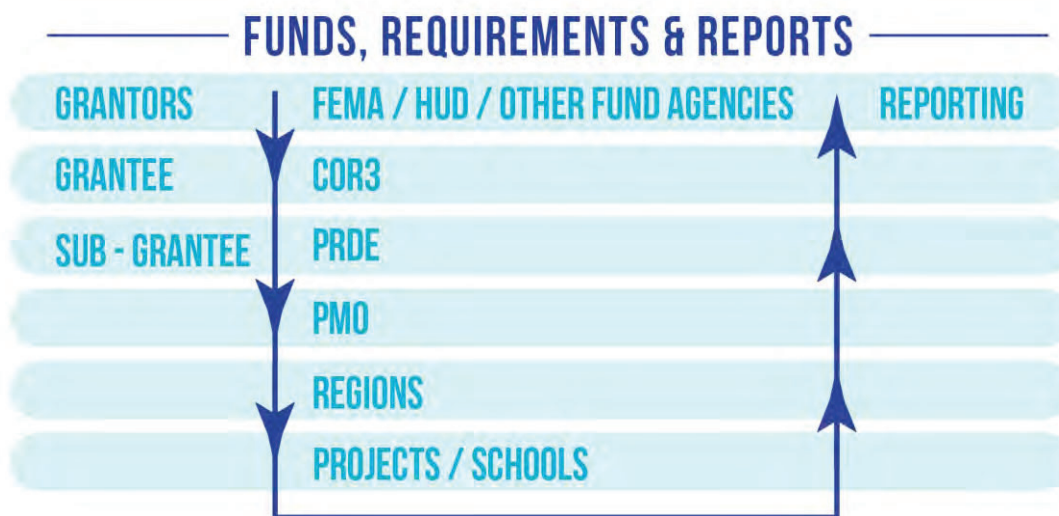 FUNDS, REQUIREMENTS & REPORTS
GRANTORS FEMA / HUD / OTHER FUND AGENCIES REPORTING
GRANTEE COR3
SUB - GRANTEE PRDE
PMO
REGIONS
PROJECTS / SCHOOLS